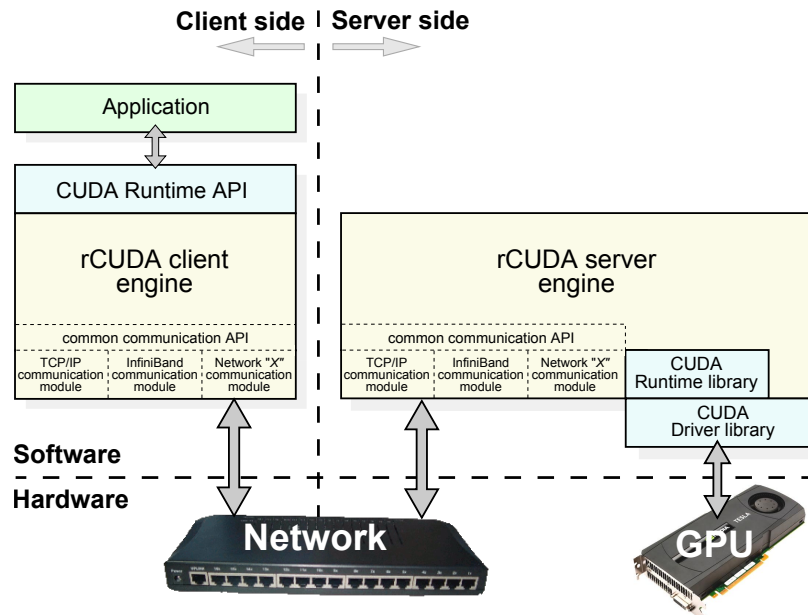 Client side
Server side
Application
CUDA Runtime API
rCUDA client
engine
common communication API
TCP/IP
communication
module
InfiniBand
communication
module
Network "X"
communication
module
rCUDA server
engine
common communication API
TCP/IP
communication
module
InfiniBand
communication
module
Network "X"
communication
module
CUDA
Runtime library
CUDA
Driver library
Software
Hardware
Network
GPU
TESLA